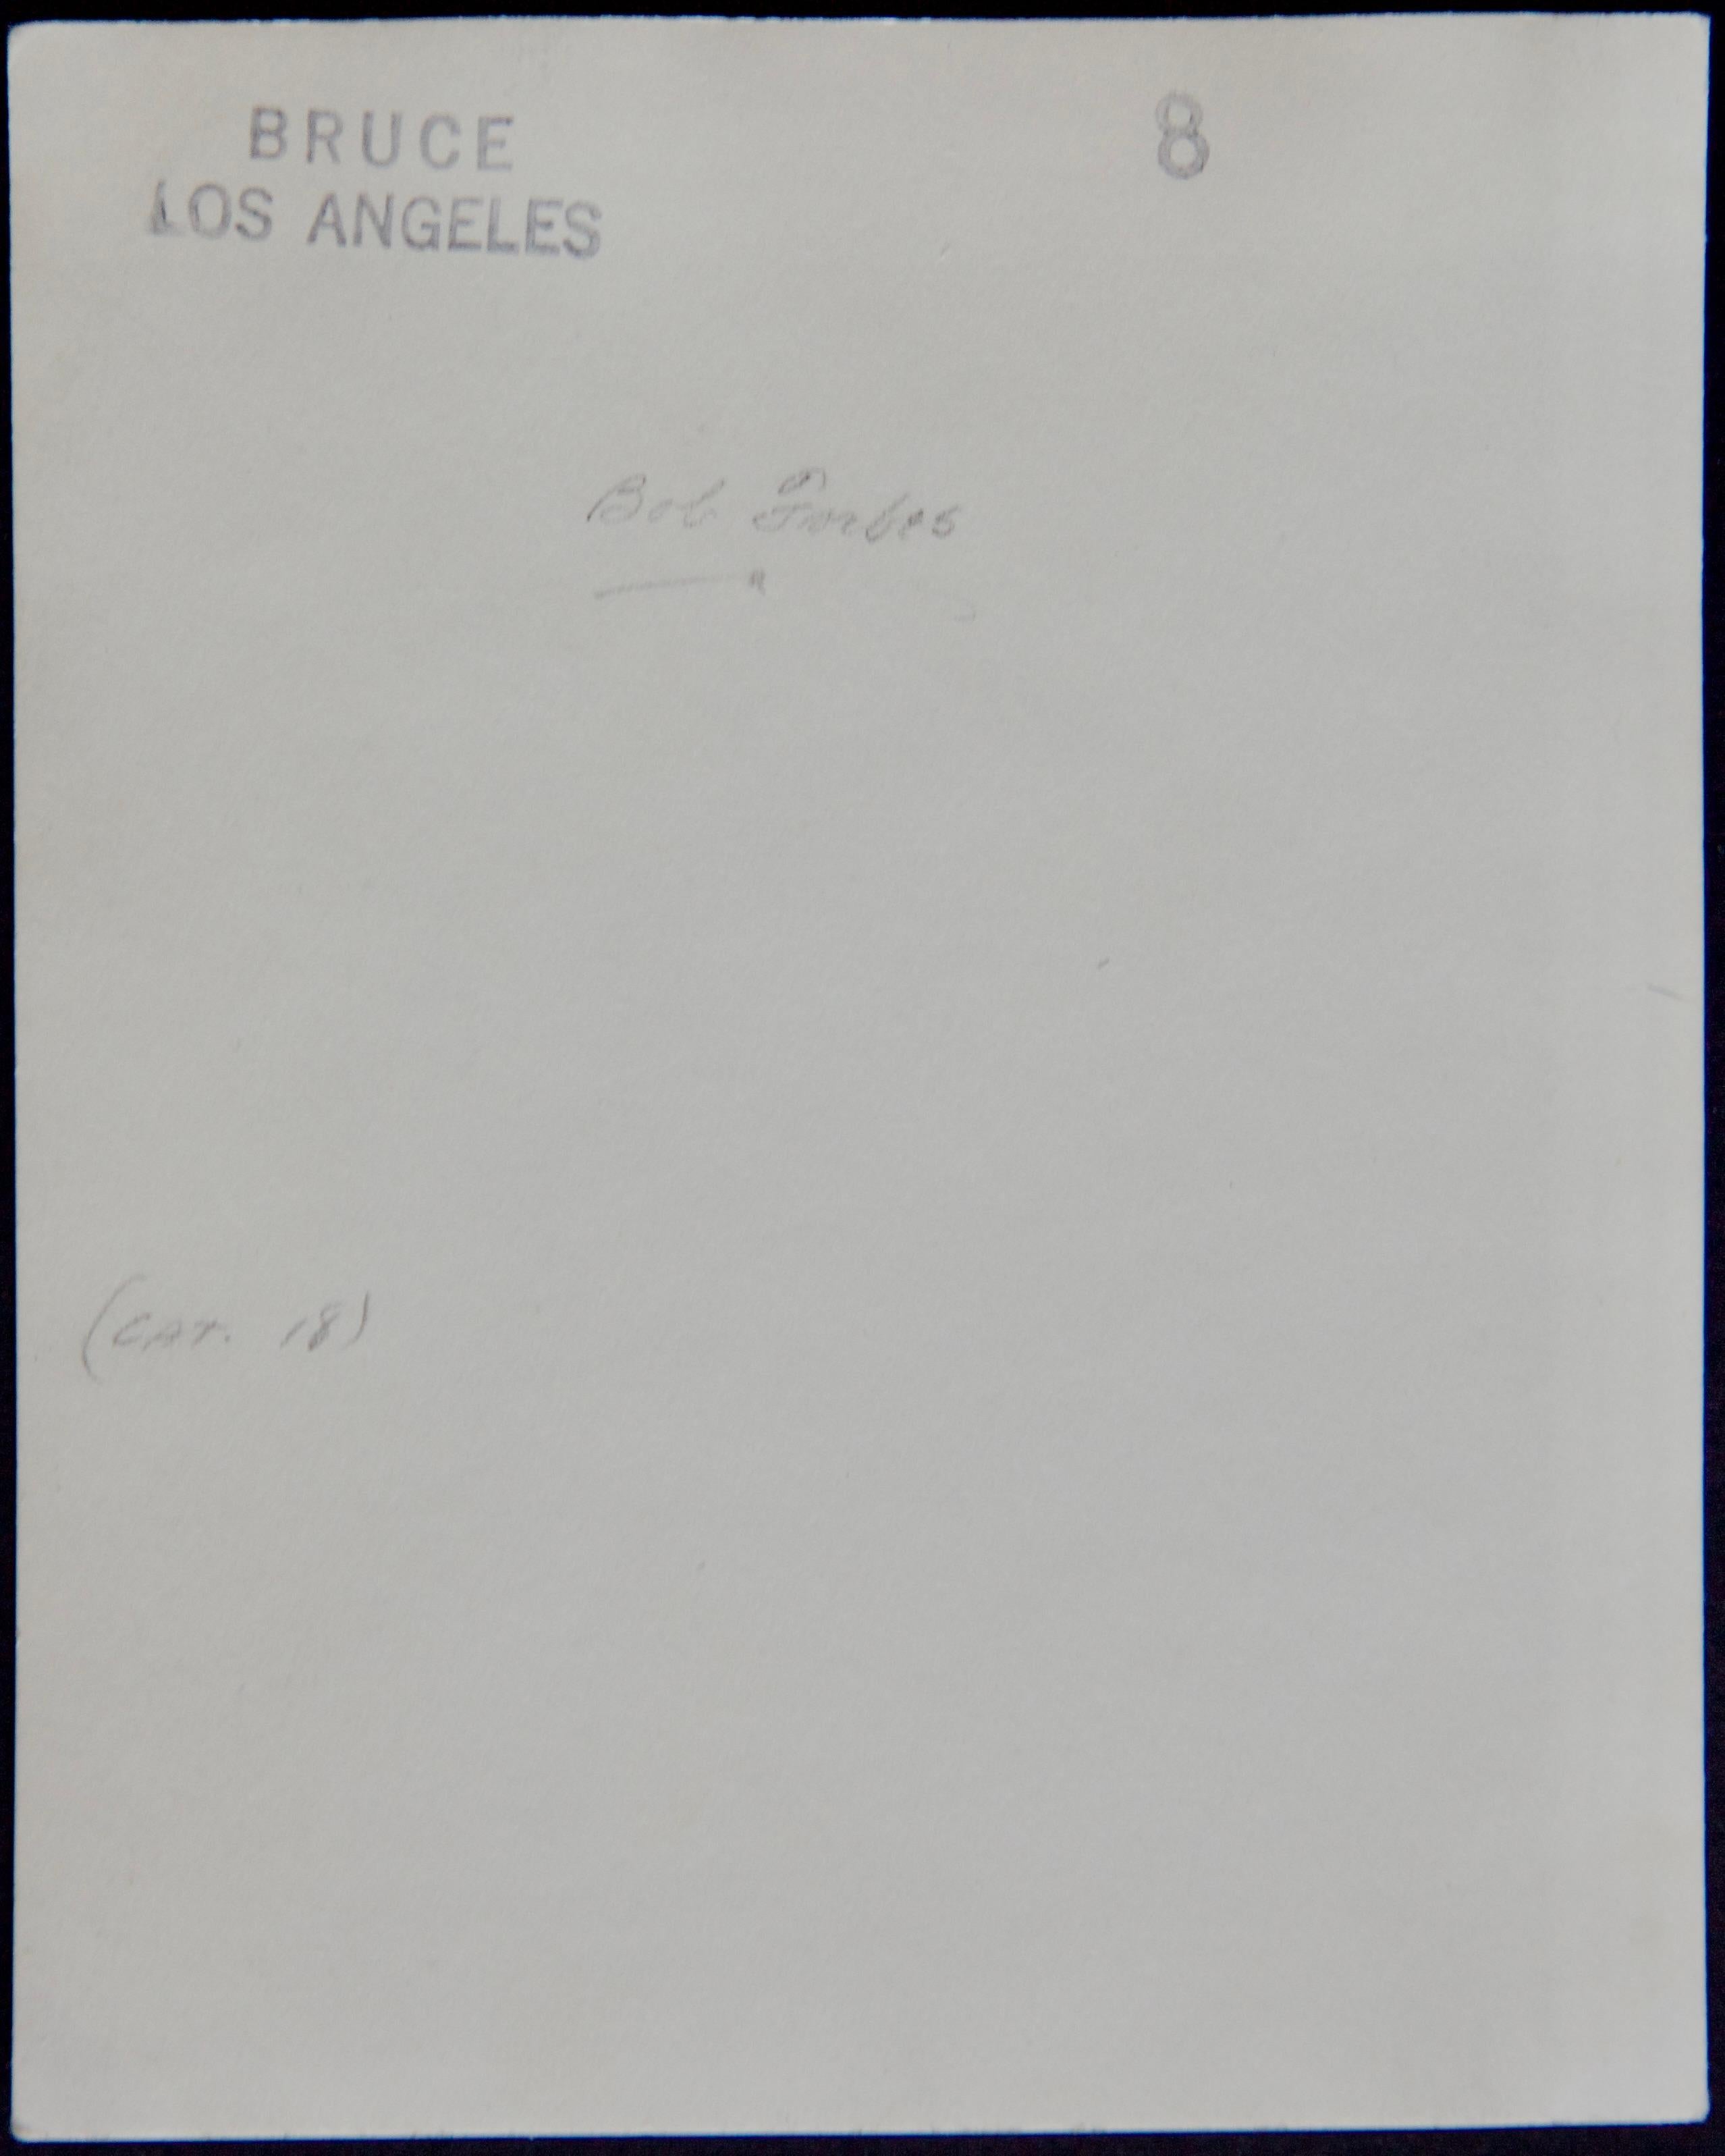 BRUCE
LOS ANGELES
8
Bob Forbes
(CAT. 18)